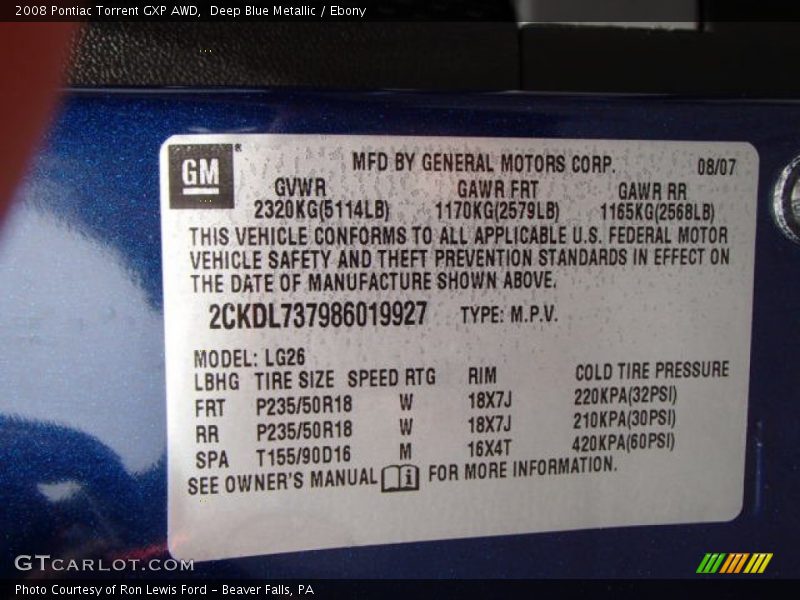 2008 Pontiac Torrent GXP AWD, Deep Blue Metallic / Ebony
GM®
MFD BY GENERAL MOTORS CORP. 08/07
GVWR GAWR FRT GAWR RR
2320KG(5114LB) 1170KG(2579LB) 1165KG(2568LB)
THIS VEHICLE CONFORMS TO ALL APPLICABLE U.S. FEDERAL MOTOR
VEHICLE SAFETY AND THEFT PREVENTION STANDARDS IN EFFECT ON
THE DATE OF MANUFACTURE SHOWN ABOVE.
2CKDL737986019927 TYPE: M.P.V.
MODEL: LG26
LBHG TIRE SIZE SPEED RTG RIM COLD TIRE PRESSURE
FRT P235/50R18 W 18X7J 220KPA(32PSI)
RR P235/50R18 W 18X7J 210KPA(30PSI)
SPA T155/90D16 M 16X4T 420KPA(60PSI)
SEE OWNER'S MANUAL i FOR MORE INFORMATION.
GTCARLOT.COM
Photo Courtesy of Ron Lewis Ford - Beaver Falls, PA